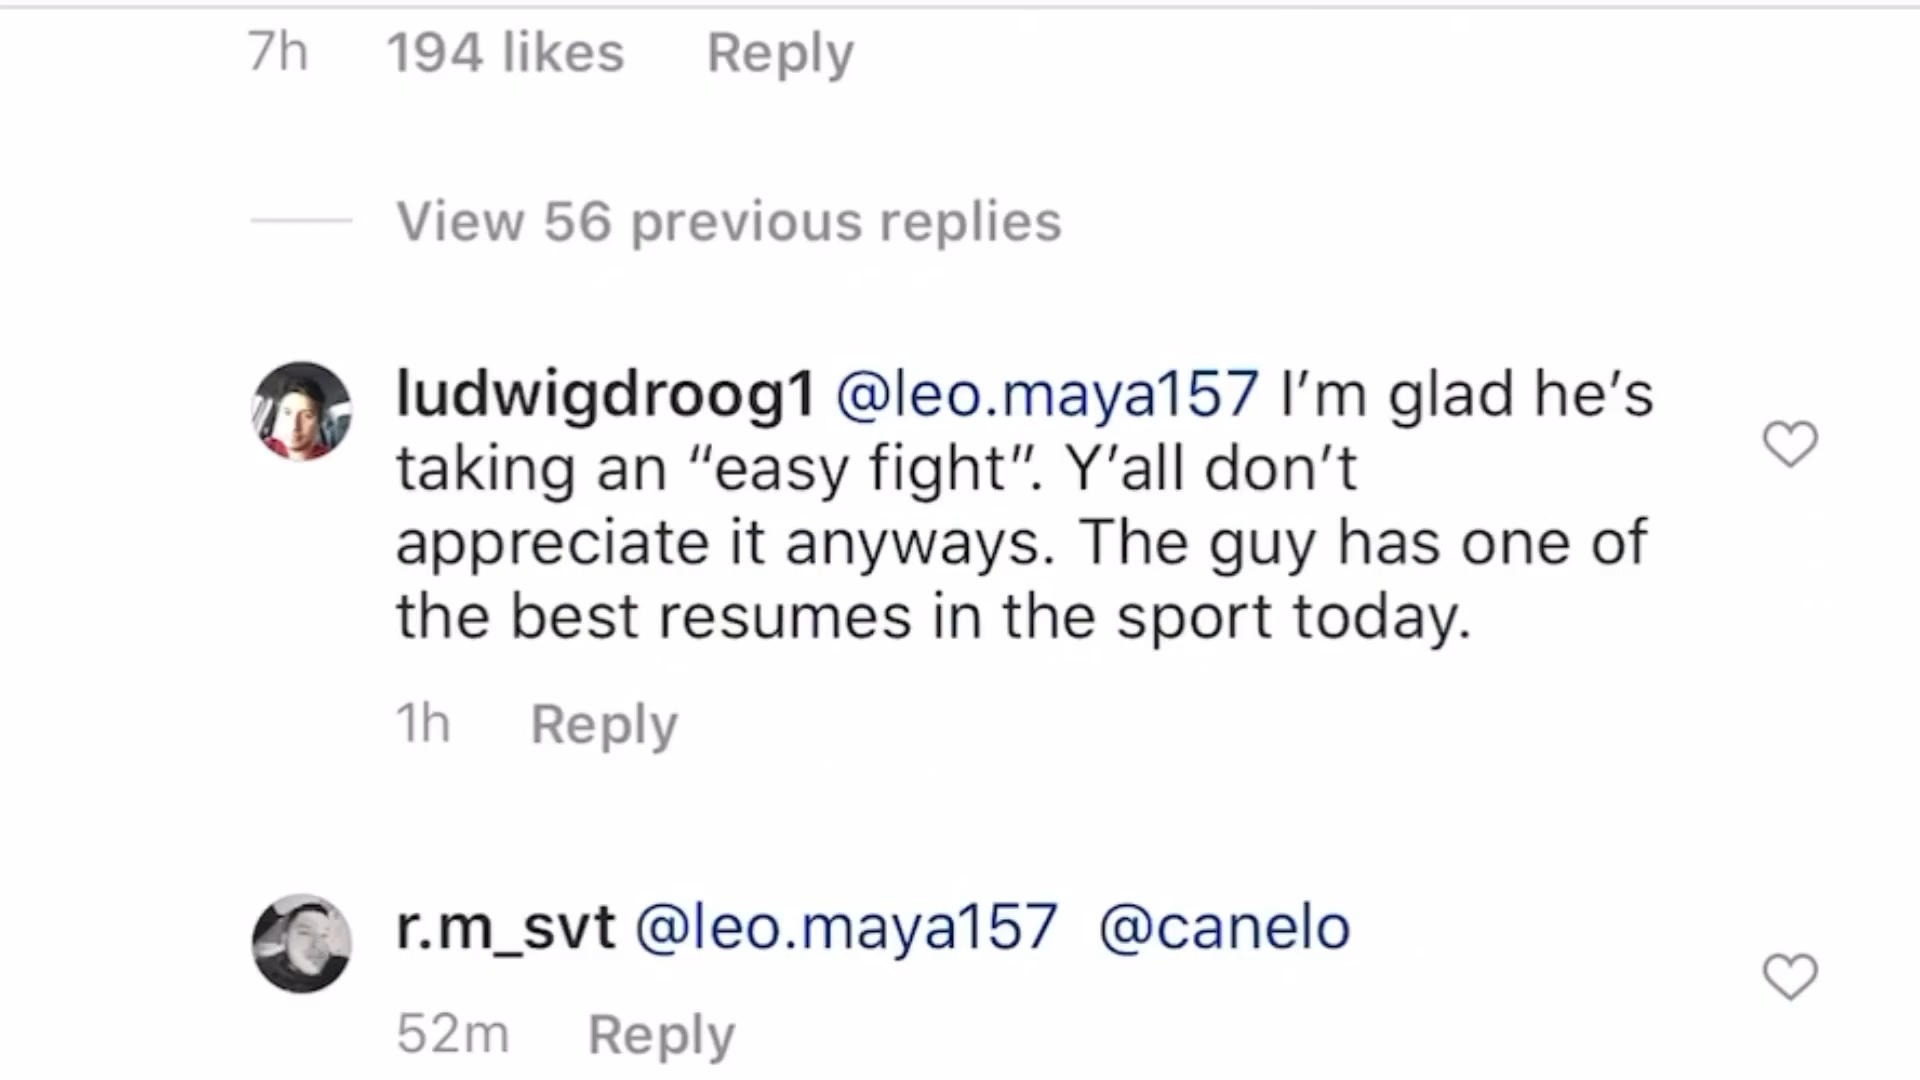 7h 194 likes Reply
View 56 previous replies
ludwigdroog1 @leo.maya157 I’m glad he’s
taking an “easy fight”. Y’all don’t
appreciate it anyways. The guy has one of
the best resumes in the sport today.
1h Reply
r.m_svt @leo.maya157 @canelo
52m Reply